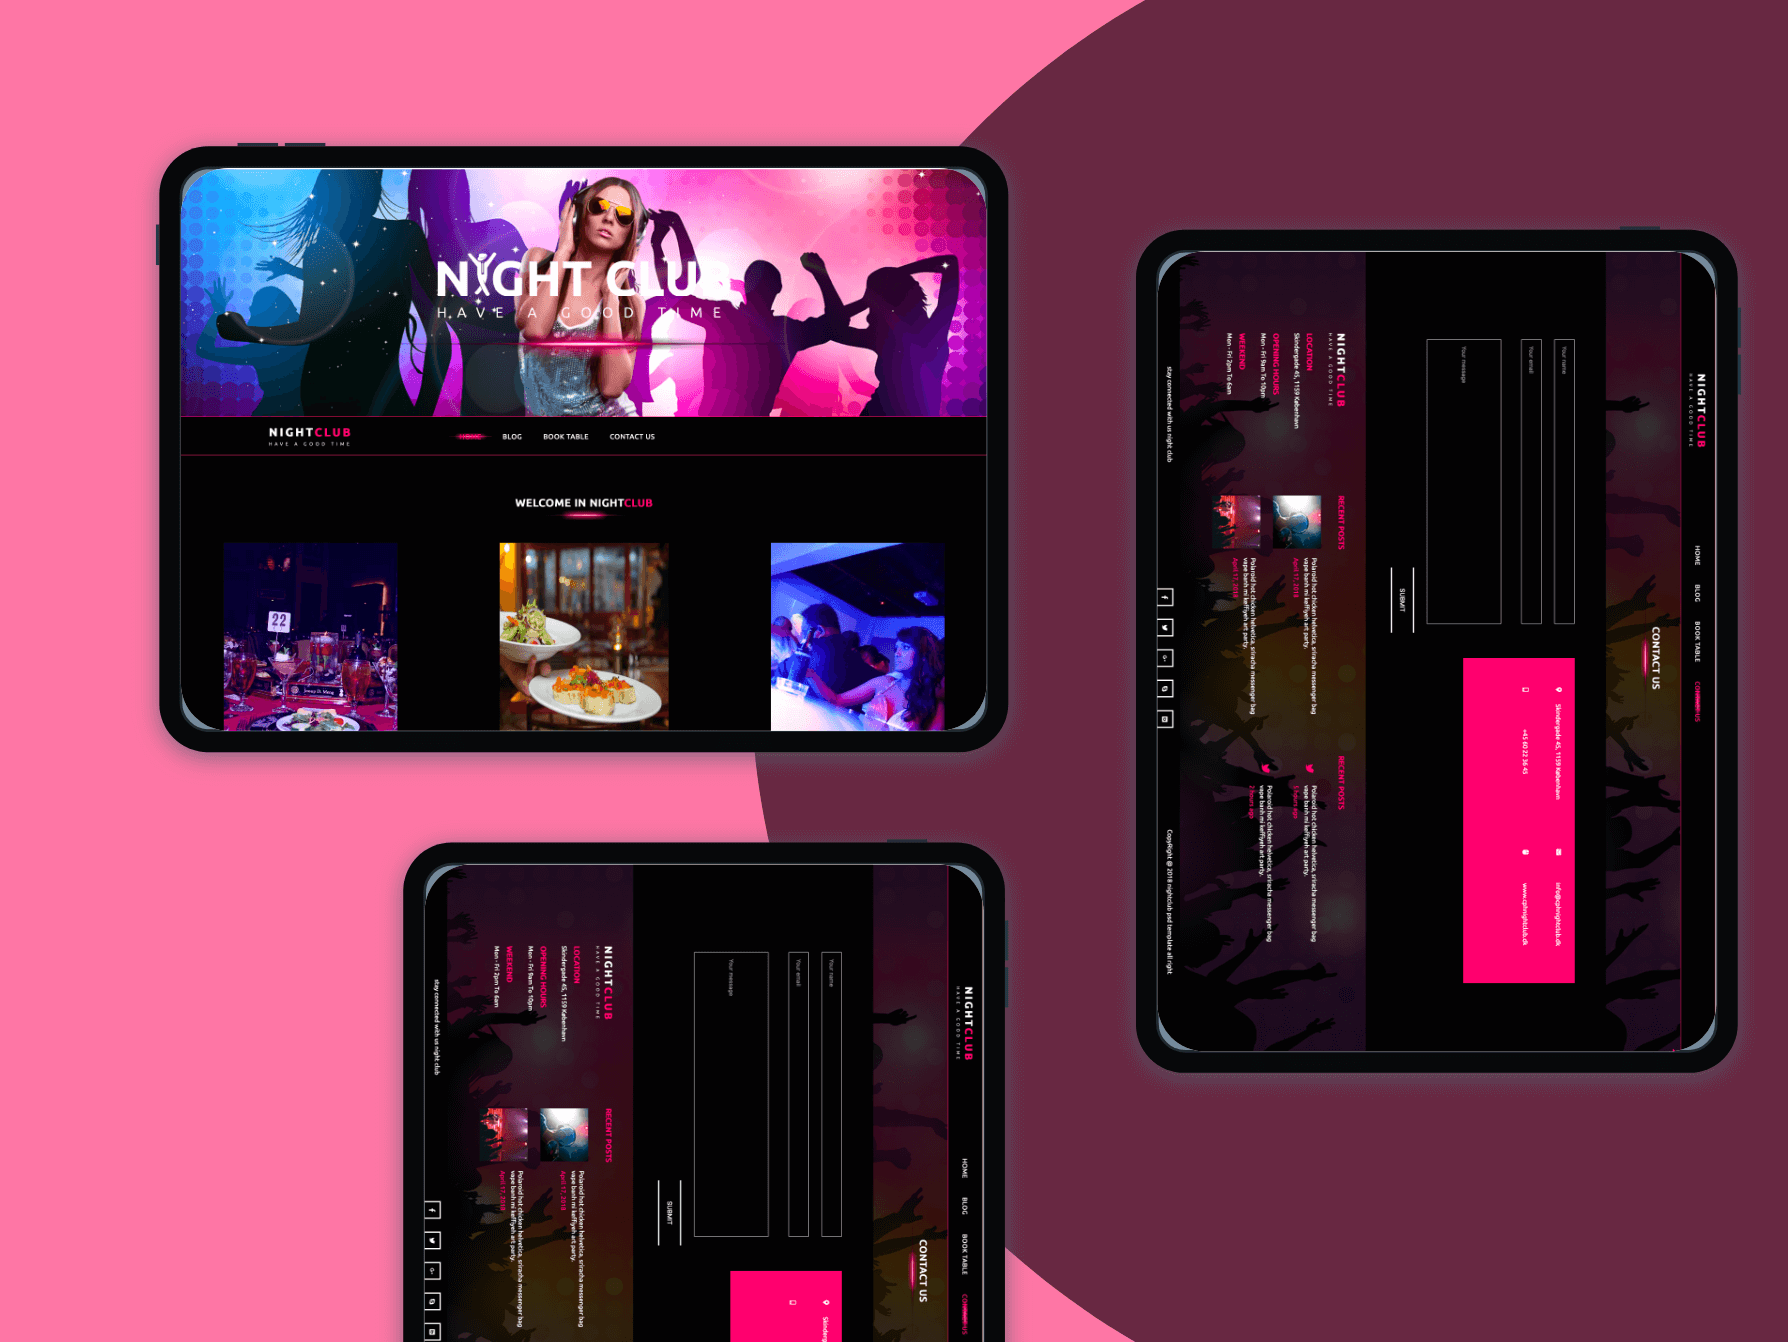 NIGHT CLUB
HAVE A GOOD TIME
NIGHTCLUB
HAVE A GOOD TIME
HOME
BLOG
BOOK TABLE
CONTACT US
WELCOME IN NIGHTCLUB
22
NIGHTCLUB
HAVE A GOOD TIME
HOME
BLOG
BOOK TABLE
CONTACT US
CONTACT US
Your name
Your email
Your message
SUBMIT
Skindergade 45, 1159 København
info@cphnightclub.dk
+45 60 22 36 45
www.cphnightclub.dk
NIGHTCLUB
HAVE A GOOD TIME
LOCATION
Skindergade 45, 1159 København
OPENING HOURS
Mon - Fri 9am To 10pm
WEEKEND
Mon - Fri 2pm To 6am
RECENT POSTS
Polaroid hot chicken helvetica, sriracha messenger bag
vape banh mi keffiyeh art party.
April 17, 2018
Polaroid hot chicken helvetica, sriracha messenger bag
vape banh mi keffiyeh art party.
April 17, 2018
RECENT POSTS
Polaroid hot chicken helvetica, sriracha messenger bag
vape banh mi keffiyeh art party.
hours ago
Polaroid hot chicken helvetica, sriracha messenger bag
vape banh mi keffiyeh art party.
2 hours ago
stay connected with us night club
CopyRight @ 2018 nightclub psd template all right
NIGHTCLUB
HAVE A GOOD TIME
HOME
BLOG
BOOK TABLE
CONTACT US
CONTACT US
Your name
Your email
Your message
SUBMIT
Skinderg
NIGHTCLUB
HAVE A GOOD TIME
LOCATION
Skindergade 45, 1159 København
OPENING HOURS
Mon - Fri 9am To 10pm
WEEKEND
Mon - Fri 2pm To 6am
RECENT POSTS
Polaroid hot chicken helvetica, sriracha messenger bag
vape banh mi keffiyeh art party.
April 17, 2018
Polaroid hot chicken helvetica, sriracha messenger bag
vape banh mi keffiyeh art party.
April 17, 2018
stay connected with us night club